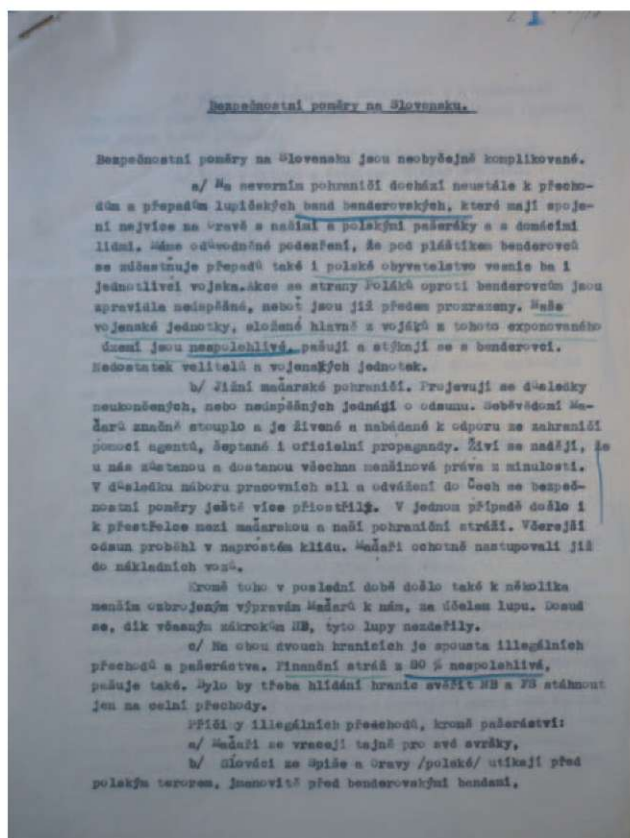 Bezpečnostní poměry na Slovensku.
Bezpečnostní poměry na Slovensku jsou neobyčejně komplikované.
a/ Na severním pohraničí dochází neustále k přecho-
dům a přepadům lupičských band benderovských, které mají spoje-
ní nejvíce na Oravě s našimi a polskými pašeráky a s domácími
lidmi. Máme odůvodněné podezření, že pod pláštíkem benderovců
se zúčastnuje přepadů také i polské obyvatelstvo vesnic ba i
jednotlivci vojska. Akce se strany Poláků oproti benderovcům jsou
zpravidla neúspěšné, neboť jsou již předem prozrazeny. Naše
vojenské jednotky, složené hlavně z vojáků z tohoto exponovaného
území jsou nespolehlivé, pašují a stýkají se s benderovci.
Nedostatek velitelů a vojenských jednotek.
b/ Jižní maďarské pohraničí. Projevují se důsledky
neukončených, nebo neúspěšných jednání o odsunu. Sebevědomí Ma-
ďarů značně stouplo a je živené a nabádané k odporu ze zahraničí
pomocí agentů, šeptané i oficielní propagandy. Živí se nadějí, že
u nás zůstanou a dostanou všechna menšinová práva z minulosti.
V důsledku náboru pracovních sil a odvážení do Čech se bezpeč-
nostní poměry ještě více přiostřily. V jednom případě došlo i
k přestřelce mezi maďarskou a naší pohraniční stráží. Včerejší
odsun proběhl v naprostém klidu. Maďaři ochotně nastupovali již
do nákladních vozů.
Kromě toho v poslední době došlo také k několika
menším ozbrojeným výpravám Maďarů k nám, za účelem lupu. Dosud
se, dík včasným zákrokům NB, tyto lupy nezdařily.
c/ Na obou dvouch hranicích je spousta illegálních
přechodů a pašeráctva. Finanční stráž z 80 % nespolehlivá,
pašuje také. Bylo by třeba hlídání hranic svěřit NB a FS stáhnout
jen na celní přechody.
Příčiny illegálních přechodů, kromě pašeráctví:
a/ Maďaři se vracejí tajně pro své svršky,
b/ Slováci ze Spiše a Oravy /polské/ utíkají před
polským terorem, jmenovitě před benderovskými bandami,